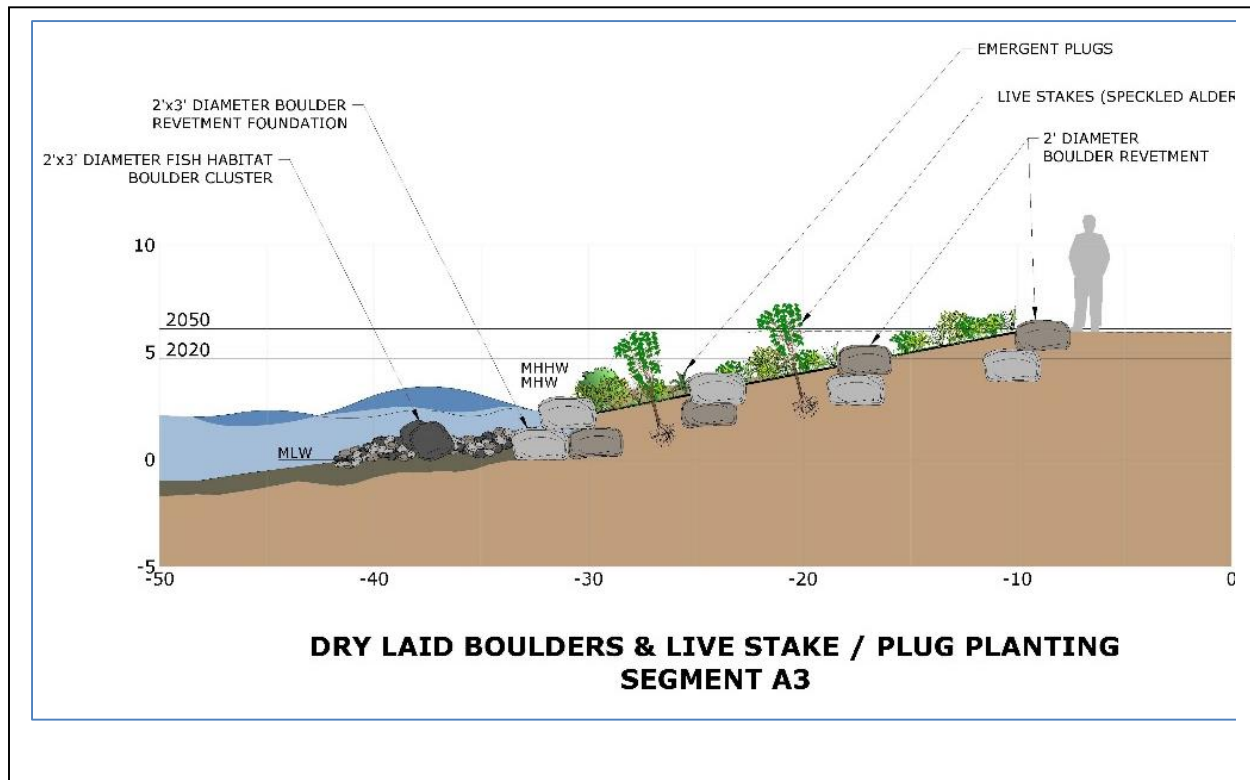 EMERGENT PLUGS
LIVE STAKES (SPECKLED ALDER
2' DIAMETER
BOULDER REVETMENT
2'x3' DIAMETER BOULDER
REVETMENT FOUNDATION
2'x3' DIAMETER FISH HABITAT
BOULDER CLUSTER
10
2050
5
2020
MHHW
MHW
MLW
0
-5
-50
-40
-30
-20
-10
0
DRY LAID BOULDERS & LIVE STAKE / PLUG PLANTING
SEGMENT A3